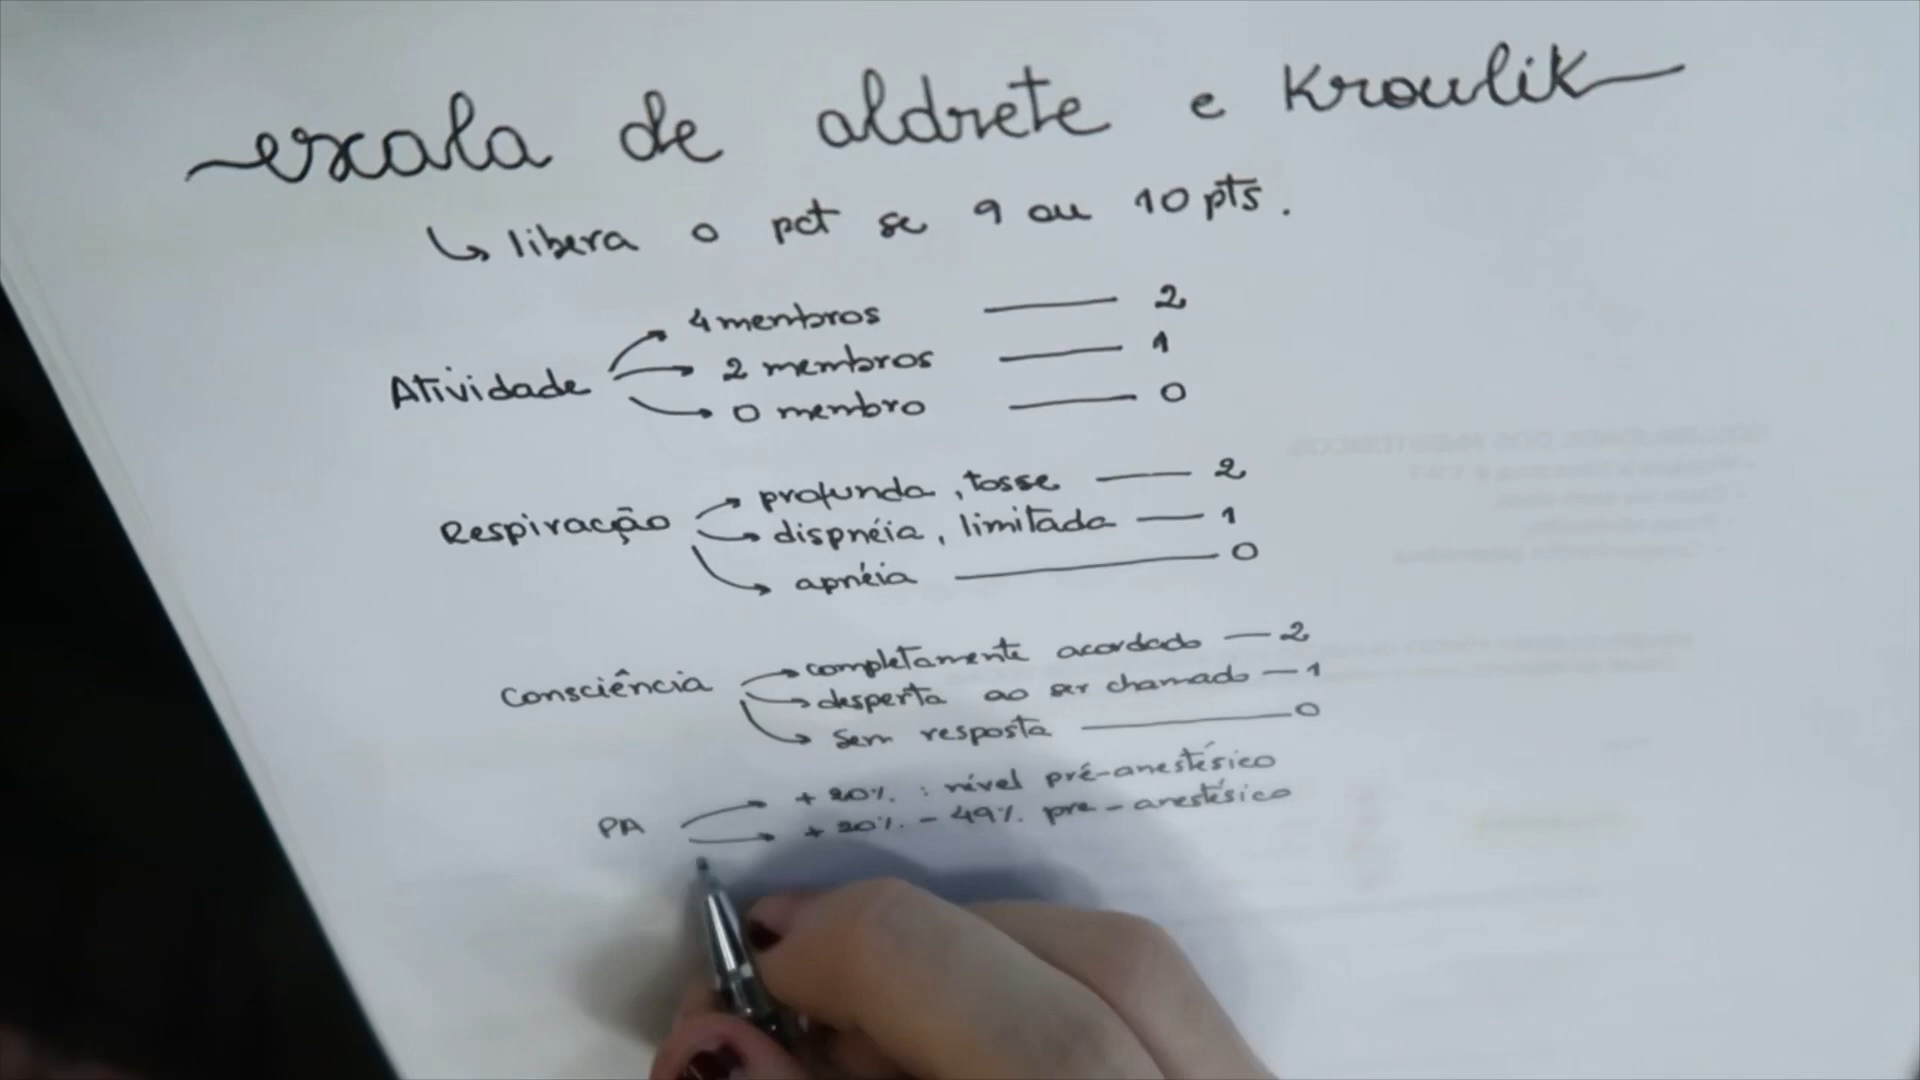 escala de aldrete e Kroulik
↳ libera o pct se 9 ou 10 pts.
Atividade → 4 membros — 2
→ 2 membros — 1
→ 0 membro — 0
Respiração → profunda, tosse — 2
→ dispnéia, limitada — 1
→ apnéia — 0
Consciência → completamente acordado — 2
→ desperta ao ser chamado — 1
→ sem resposta — 0
PA → + 20% : nível pré-anestésico
→ + 20% - 49% pre-anestésico